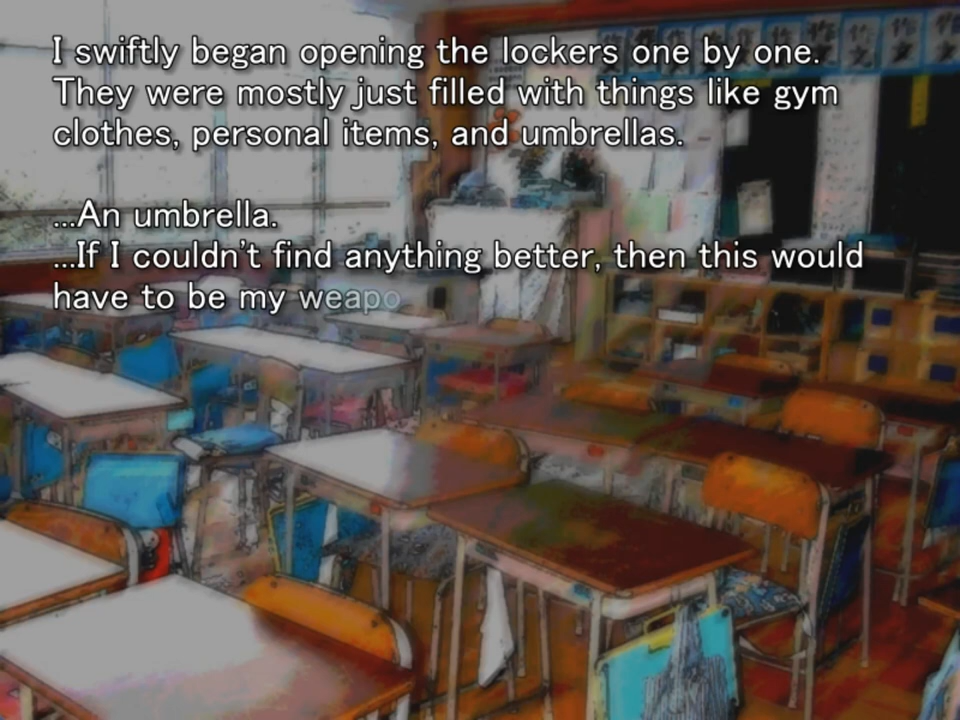 I swiftly began opening the lockers one by one.
They were mostly just filled with things like gym
clothes, personal items, and umbrellas.
...An umbrella.
...If I couldn't find anything better, then this would
have to be my weapo